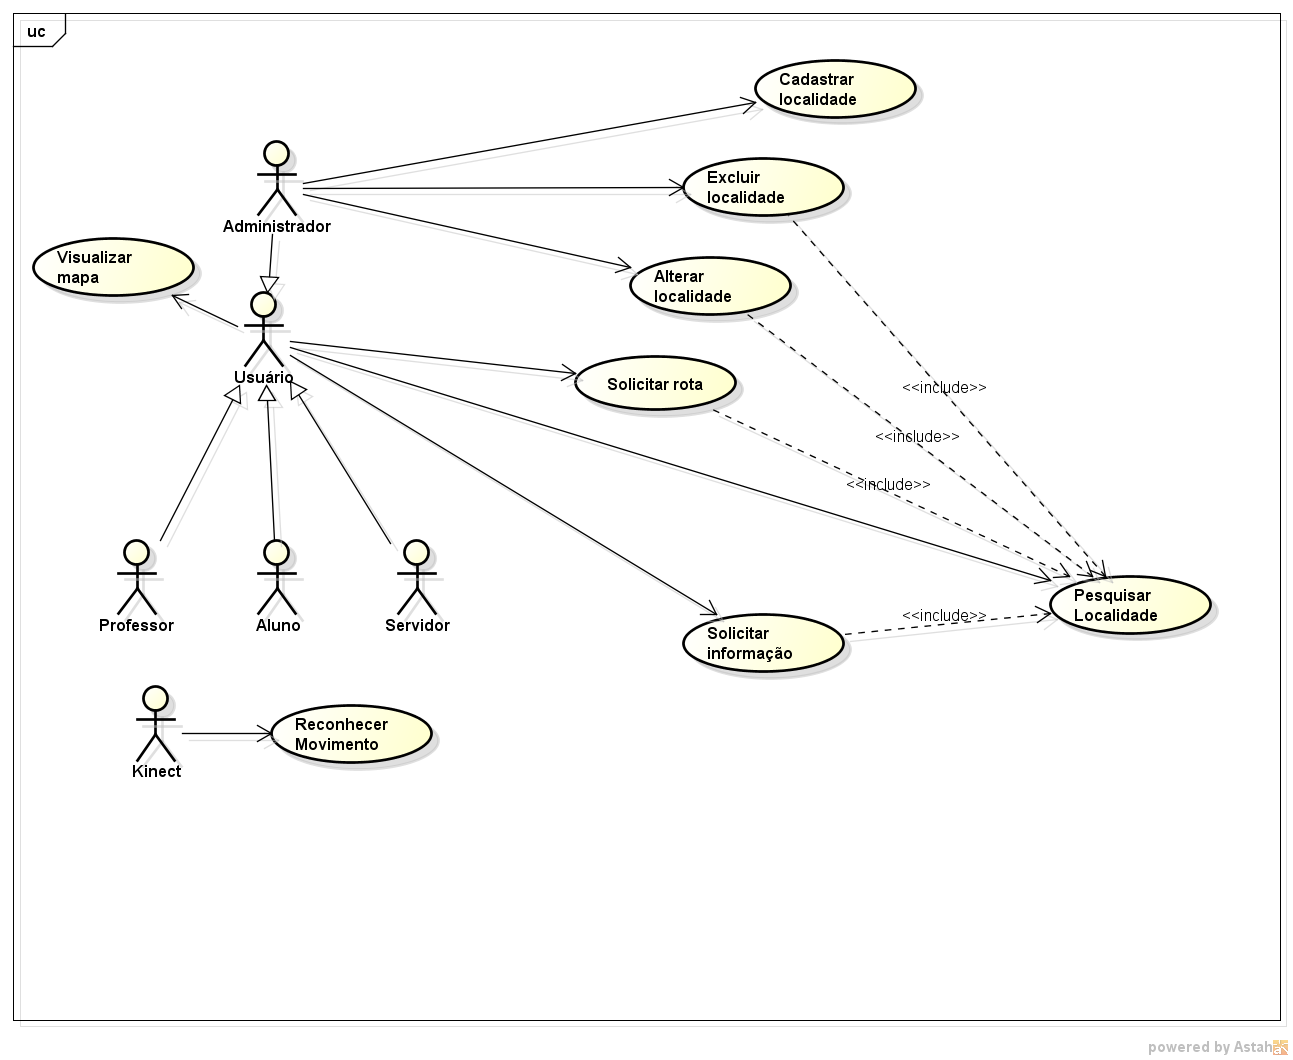 uc
Cadastrar
localidade
Excluir
localidade
Administrador
Visualizar
mapa
Alterar
localidade
Usuário
Solicitar rota
<<include>>
<<include>>
<<include>>
Professor
Aluno
Servidor
Pesquisar
Localidade
<<include>>
Solicitar
informação
Reconhecer
Movimento
Kinect
powered by Astah